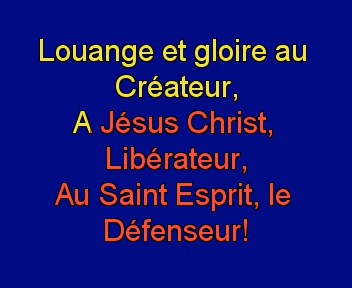 Louange et gloire au
Créateur,
A Jésus Christ,
Libérateur,
Au Saint Esprit, le
Défenseur!